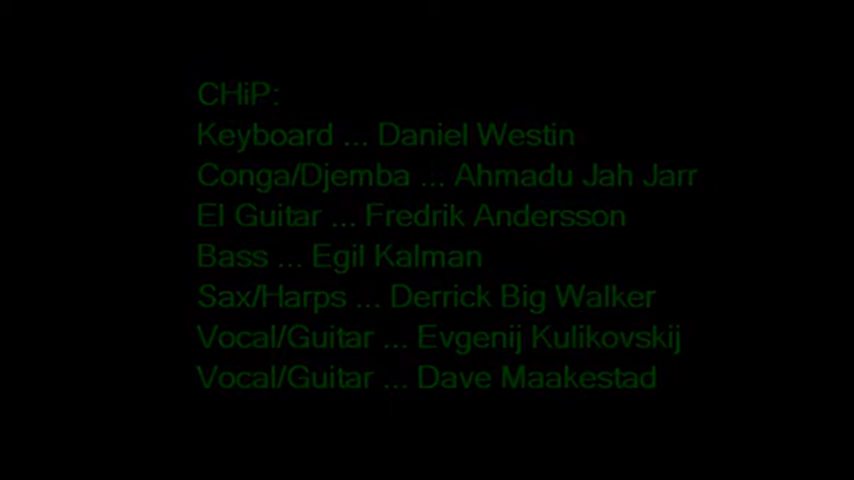 CHiP:
Keyboard ... Daniel Westin
Conga/Djemba ... Ahmadu Jah Jarr
El Guitar ... Fredrik Andersson
Bass ... Egil Kalman
Sax/Harps ... Derrick Big Walker
Vocal/Guitar ... Evgenij Kulikovskij
Vocal/Guitar ... Dave Maakestad